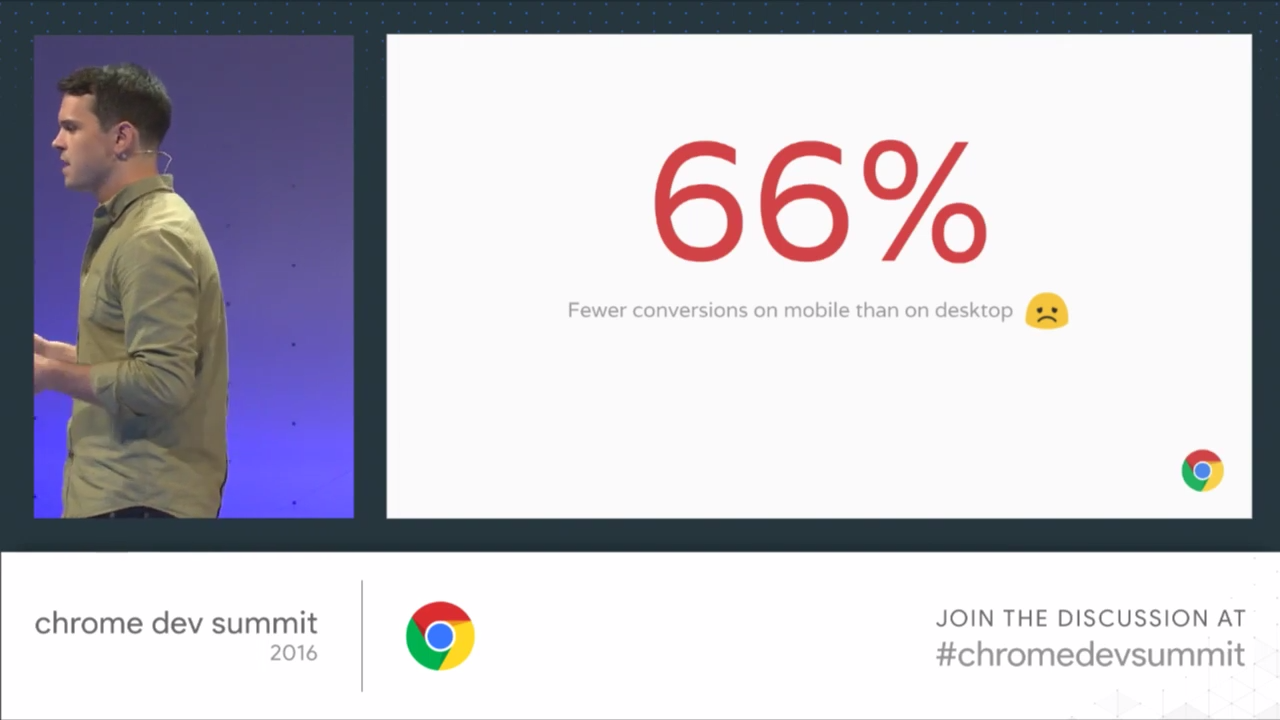 66%
Fewer conversions on mobile than on desktop
chrome dev summit
2016
JOIN THE DISCUSSION AT
#chromedevsummit